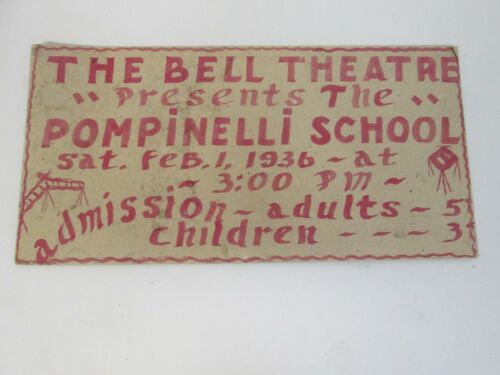 THE BELL THEATRE
" Presents The "
POMPINELLI SCHOOL
Sat. Feb. 1, 1936 ~ at
~ 3:00 PM ~
admission ~ adults - 5¢
children - - - 3¢